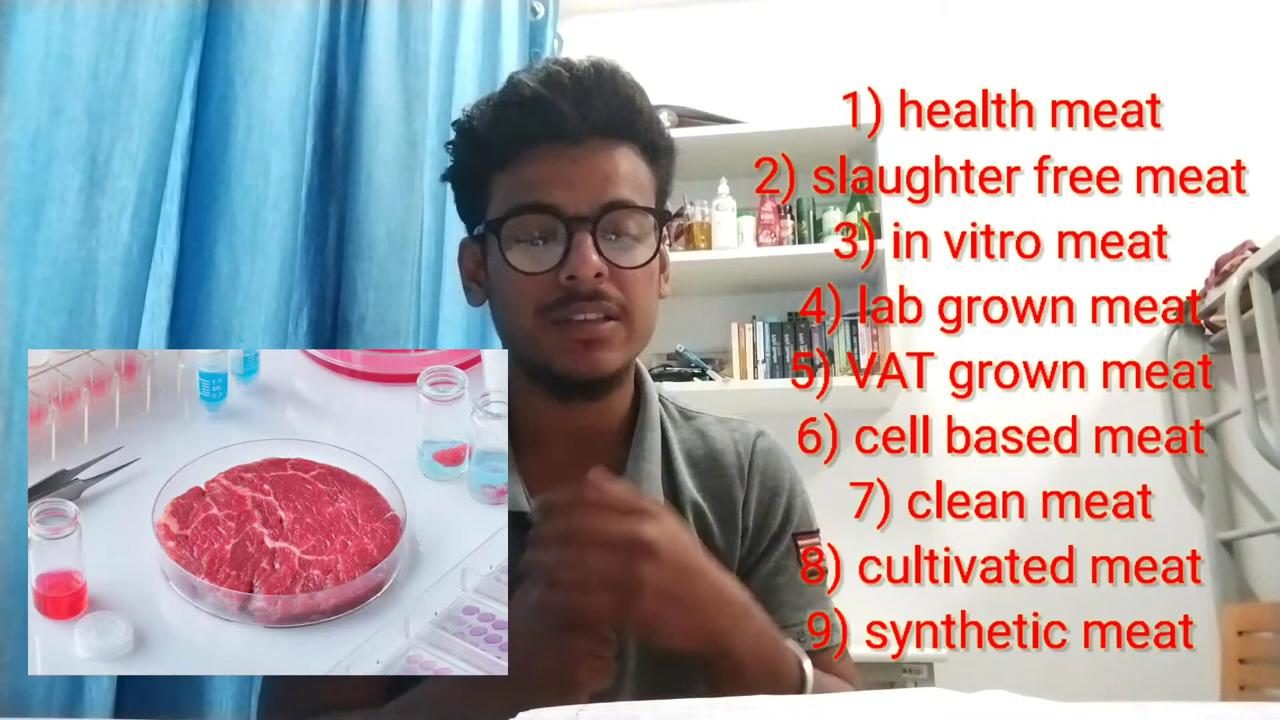 1) health meat
2) slaughter free meat
3) in vitro meat
4) lab grown meat
5) VAT grown meat
6) cell based meat
7) clean meat
8) cultivated meat
9) synthetic meat